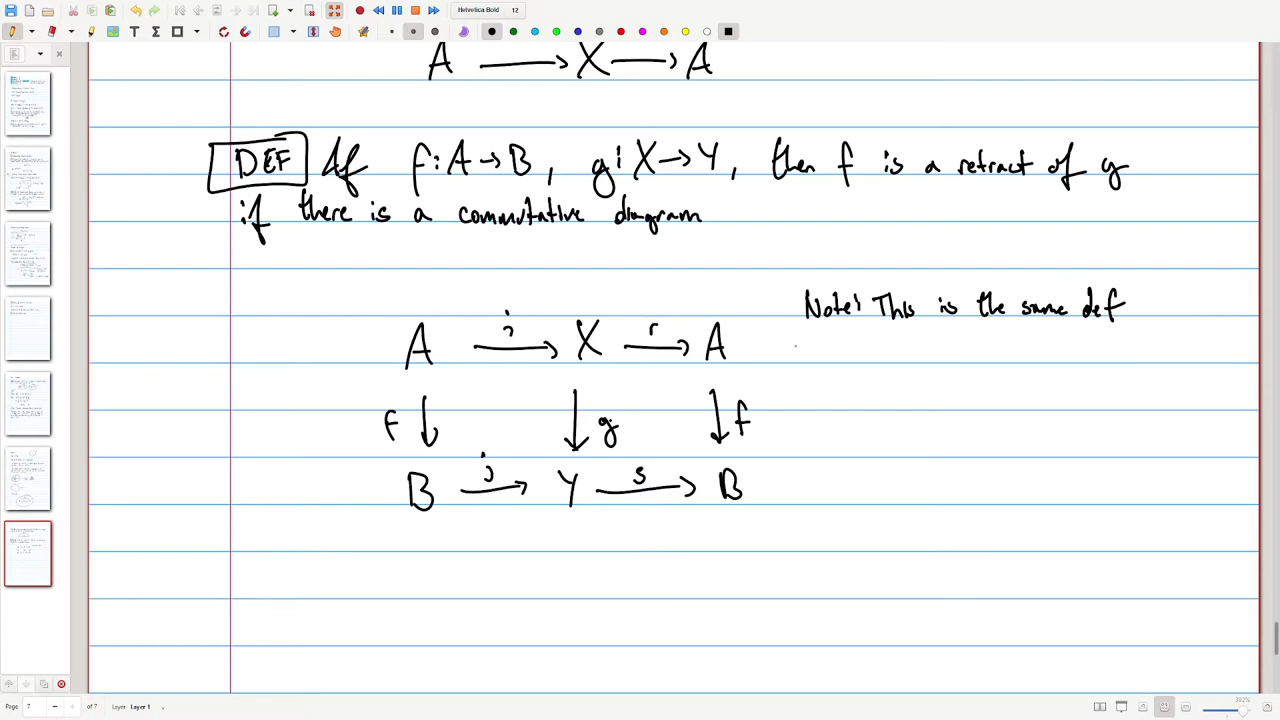 Helvetica Bold 12
A → X → A
DEF If f: A → B, g: X → Y, then f is a retract of g
if there is a commutative diagram
Note: This is the same def
A i→ X r→ A
f ↓ ↓ g ↓ f
B j→ Y s→ B
Page 7 of 7 Layer Layer 1 392%